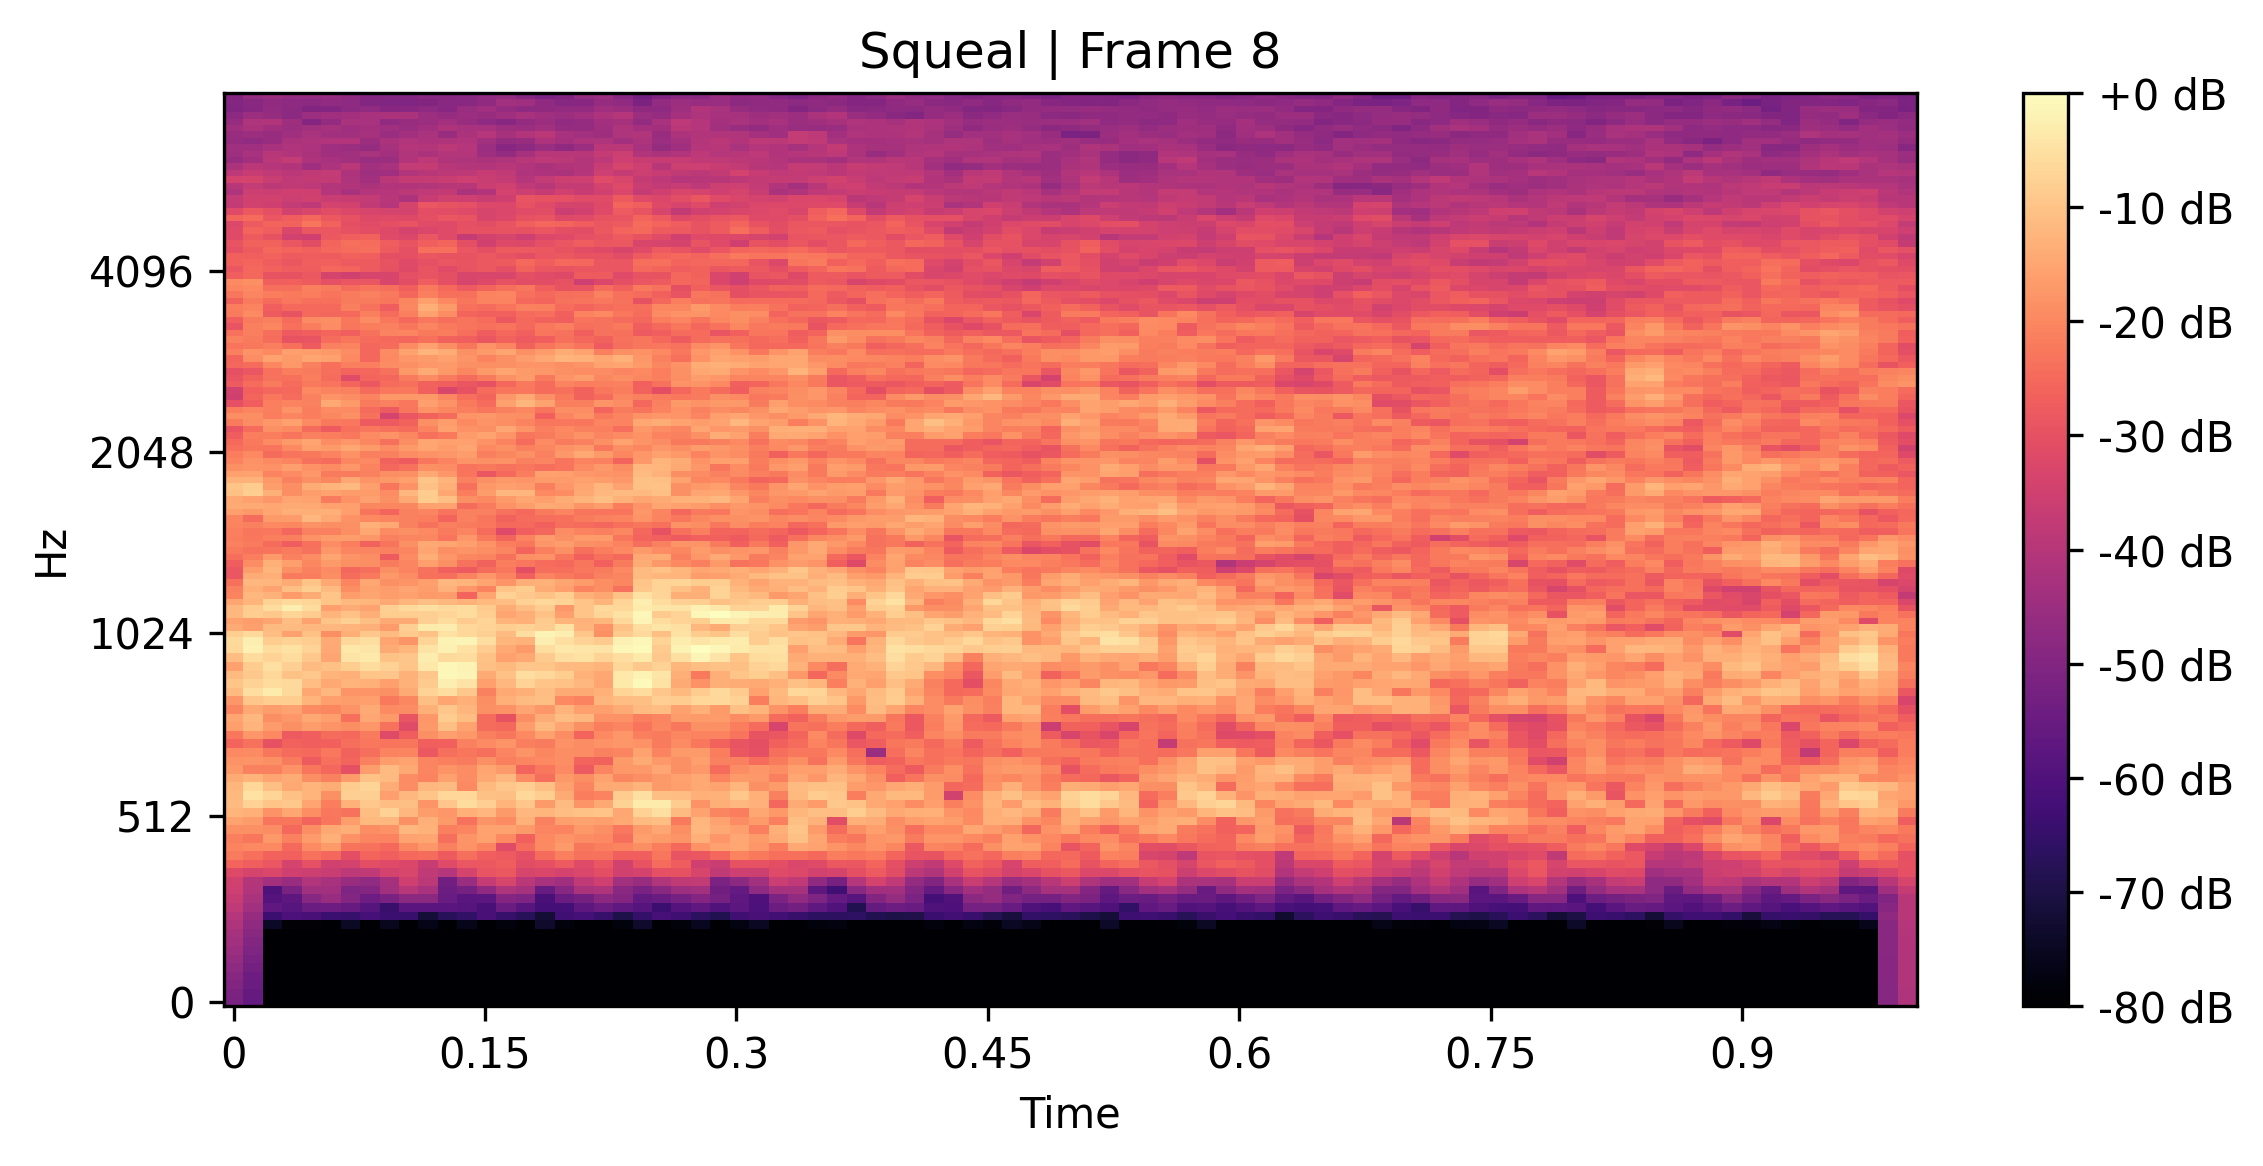 Squeal | Frame 8
+0 dB
-10 dB
-20 dB
-30 dB
-40 dB
-50 dB
-60 dB
-70 dB
-80 dB
Hz
4096
2048
1024
512
0
0 0.15 0.3 0.45 0.6 0.75 0.9
Time